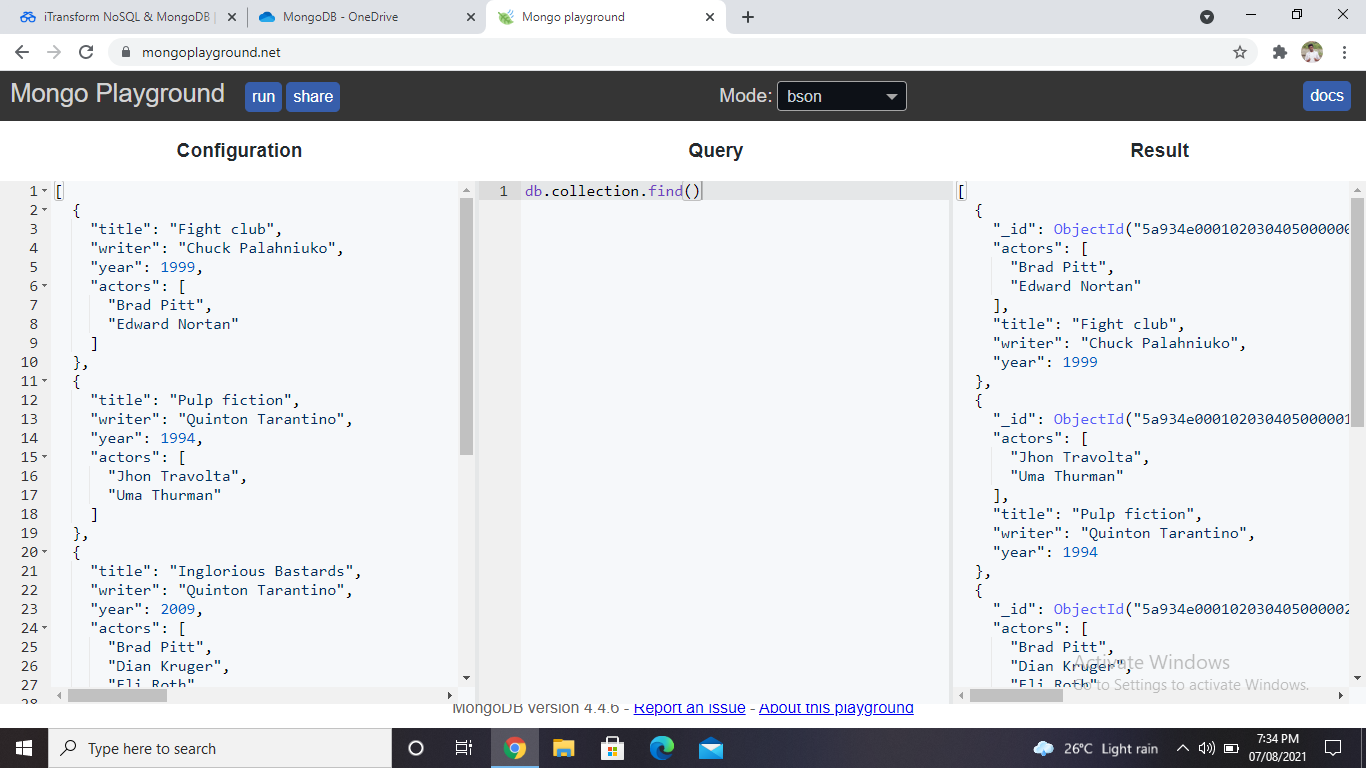 iTransform NoSQL & MongoDB |
MongoDB - OneDrive
Mongo playground
mongoplayground.net
Mongo Playground
run
share
Mode:
bson
docs
Configuration
Query
Result
1 [
2 {
3 "title": "Fight club",
4 "writer": "Chuck Palahniuko",
5 "year": 1999,
6 "actors": [
7 "Brad Pitt",
8 "Edward Nortan"
9 ]
10 },
11 {
12 "title": "Pulp fiction",
13 "writer": "Quinton Tarantino",
14 "year": 1994,
15 "actors": [
16 "Jhon Travolta",
17 "Uma Thurman"
18 ]
19 },
20 {
21 "title": "Inglorious Bastards",
22 "writer": "Quinton Tarantino",
23 "year": 2009,
24 "actors": [
25 "Brad Pitt",
26 "Dian Kruger",
27 "Eli Roth"
28
1 db.collection.find()
[
{
"_id": ObjectId("5a934e000102030405000000
"actors": [
"Brad Pitt",
"Edward Nortan"
],
"title": "Fight club",
"writer": "Chuck Palahniuko",
"year": 1999
},
{
"_id": ObjectId("5a934e000102030405000001
"actors": [
"Jhon Travolta",
"Uma Thurman"
],
"title": "Pulp fiction",
"writer": "Quinton Tarantino",
"year": 1994
},
{
"_id": ObjectId("5a934e000102030405000002
"actors": [
"Brad Pitt",
"Dian Kruger",
"Eli Roth"
Activate Windows
Go to Settings to activate Windows.
MongoDB version 4.4.6 - Report an issue - About this playground
Type here to search
26°C Light rain
7:34 PM
07/08/2021